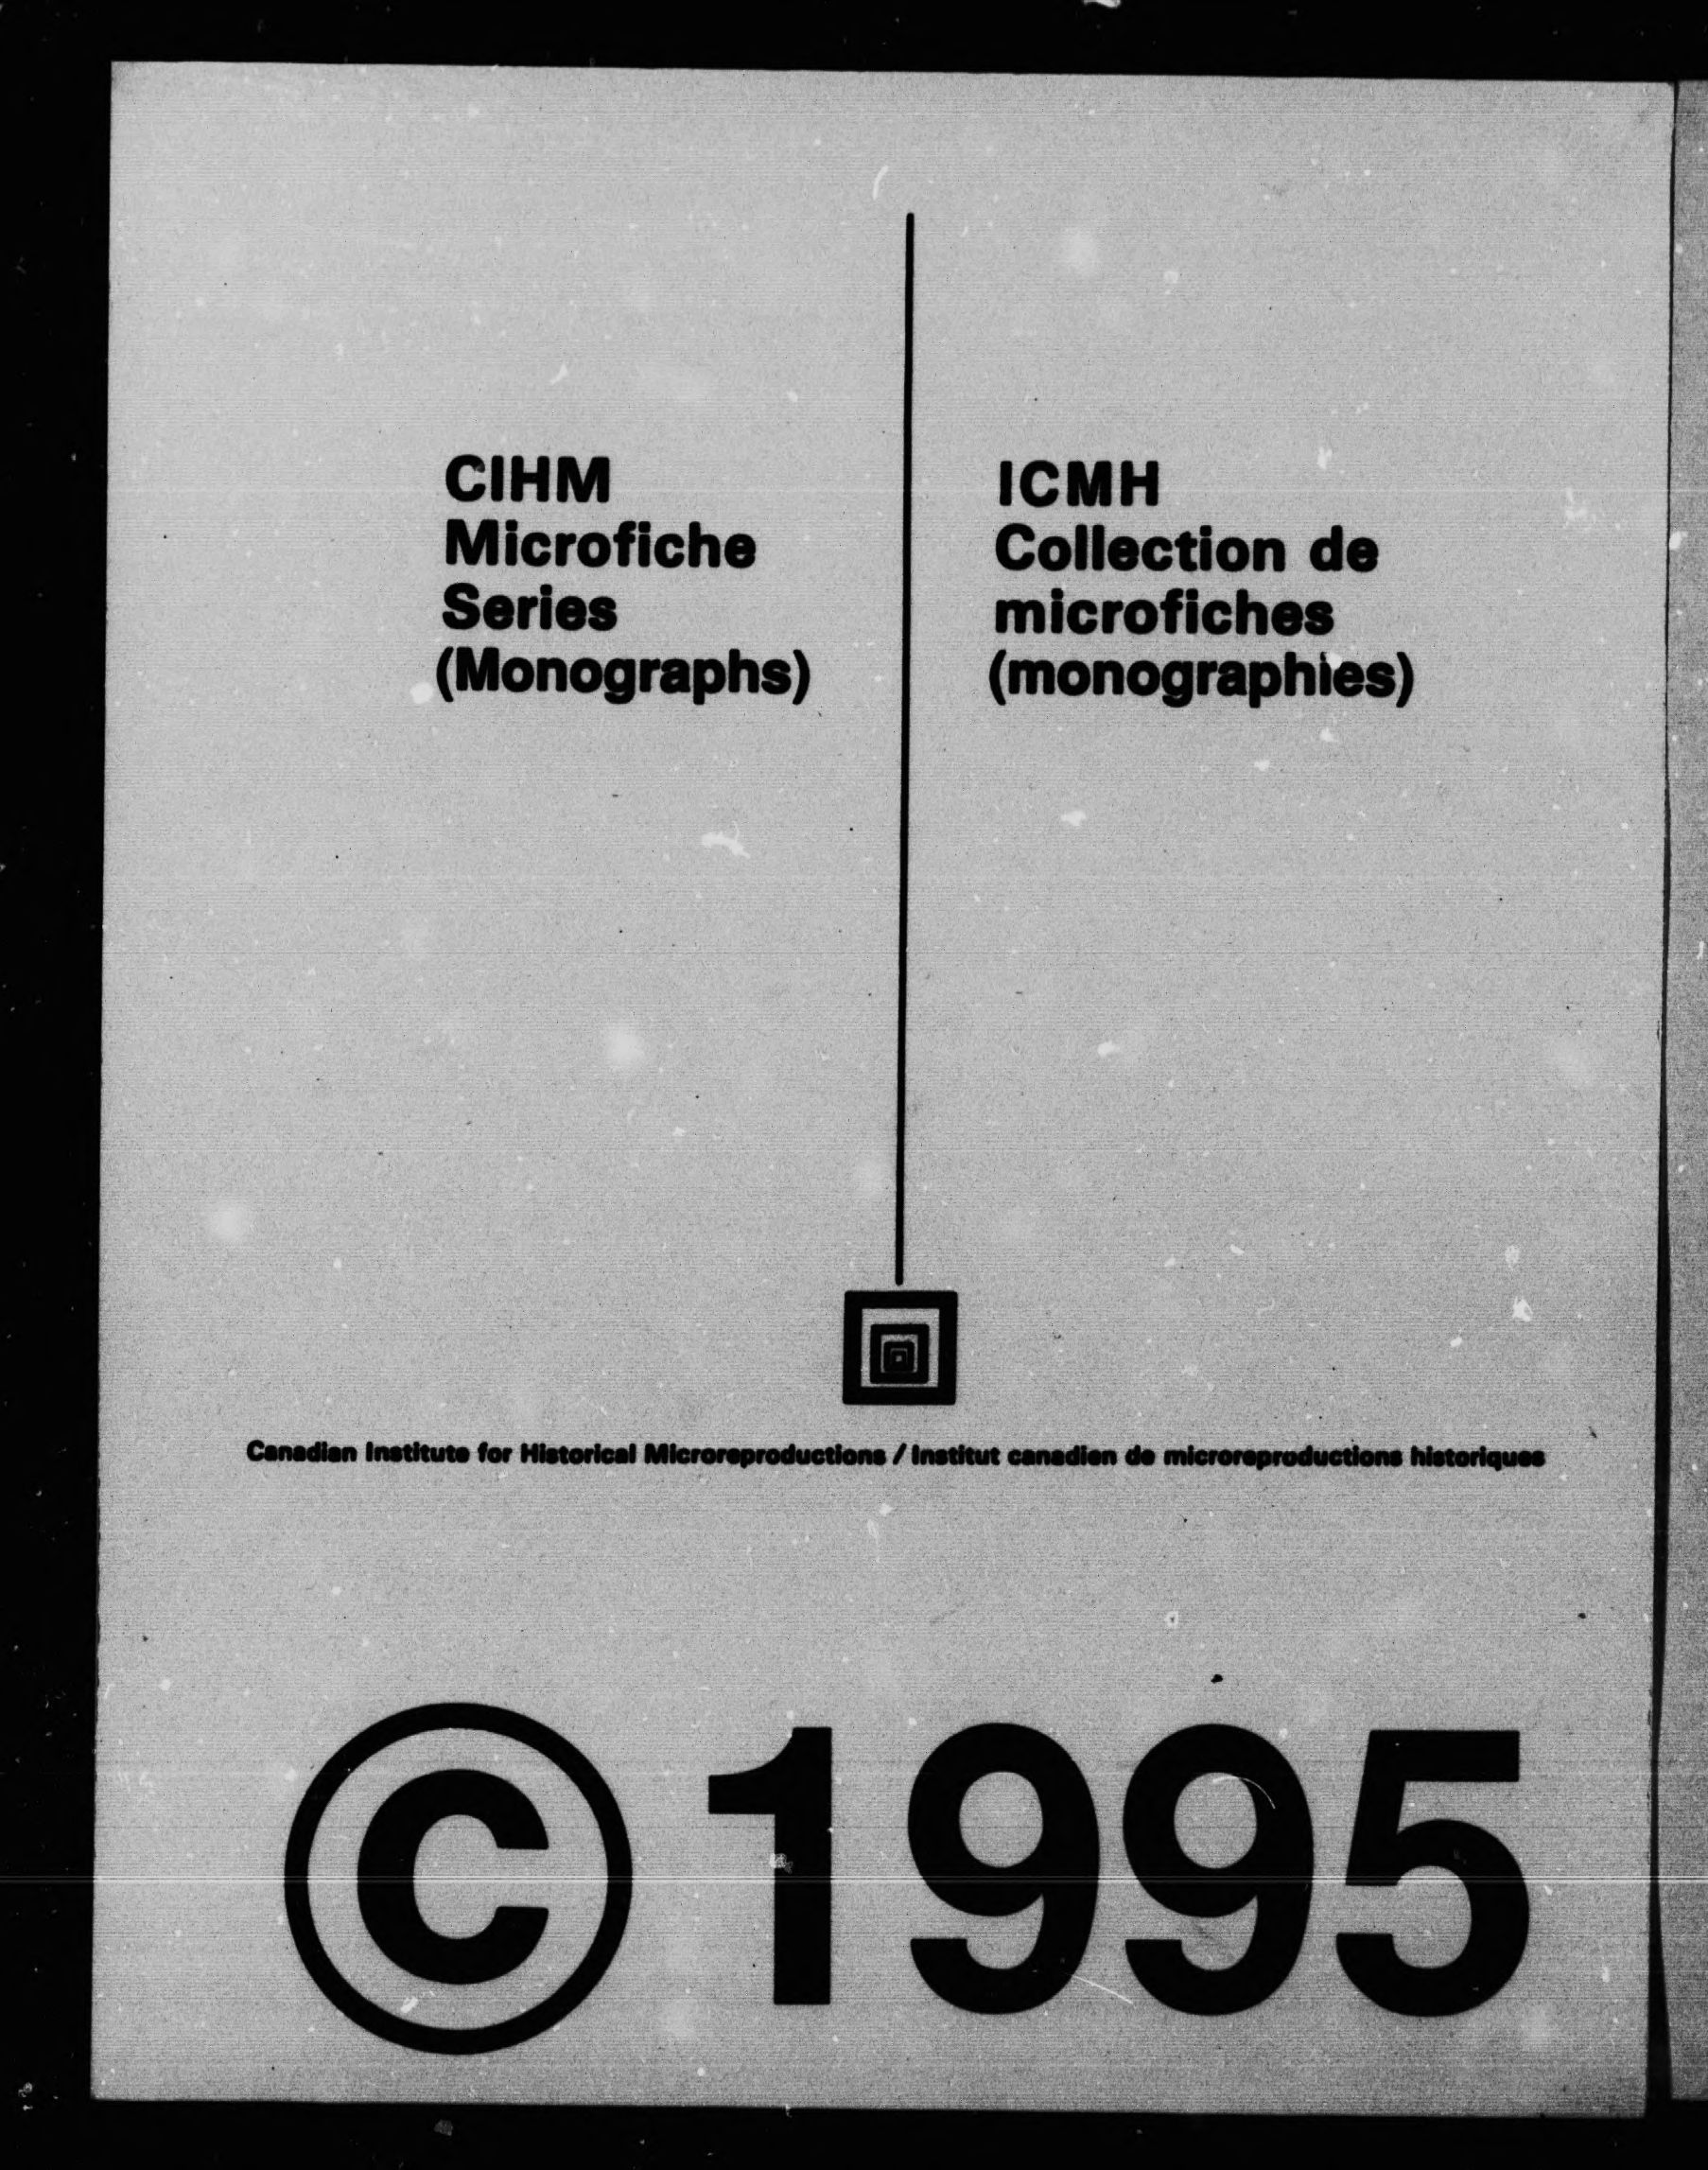 CIHM
Microfiche
Series
(Monographs)
ICMH
Collection de
microfiches
(monographies)
Canadian Institute for Historical Microreproductions / Institut canadien de microreproductions historiques
© 1995